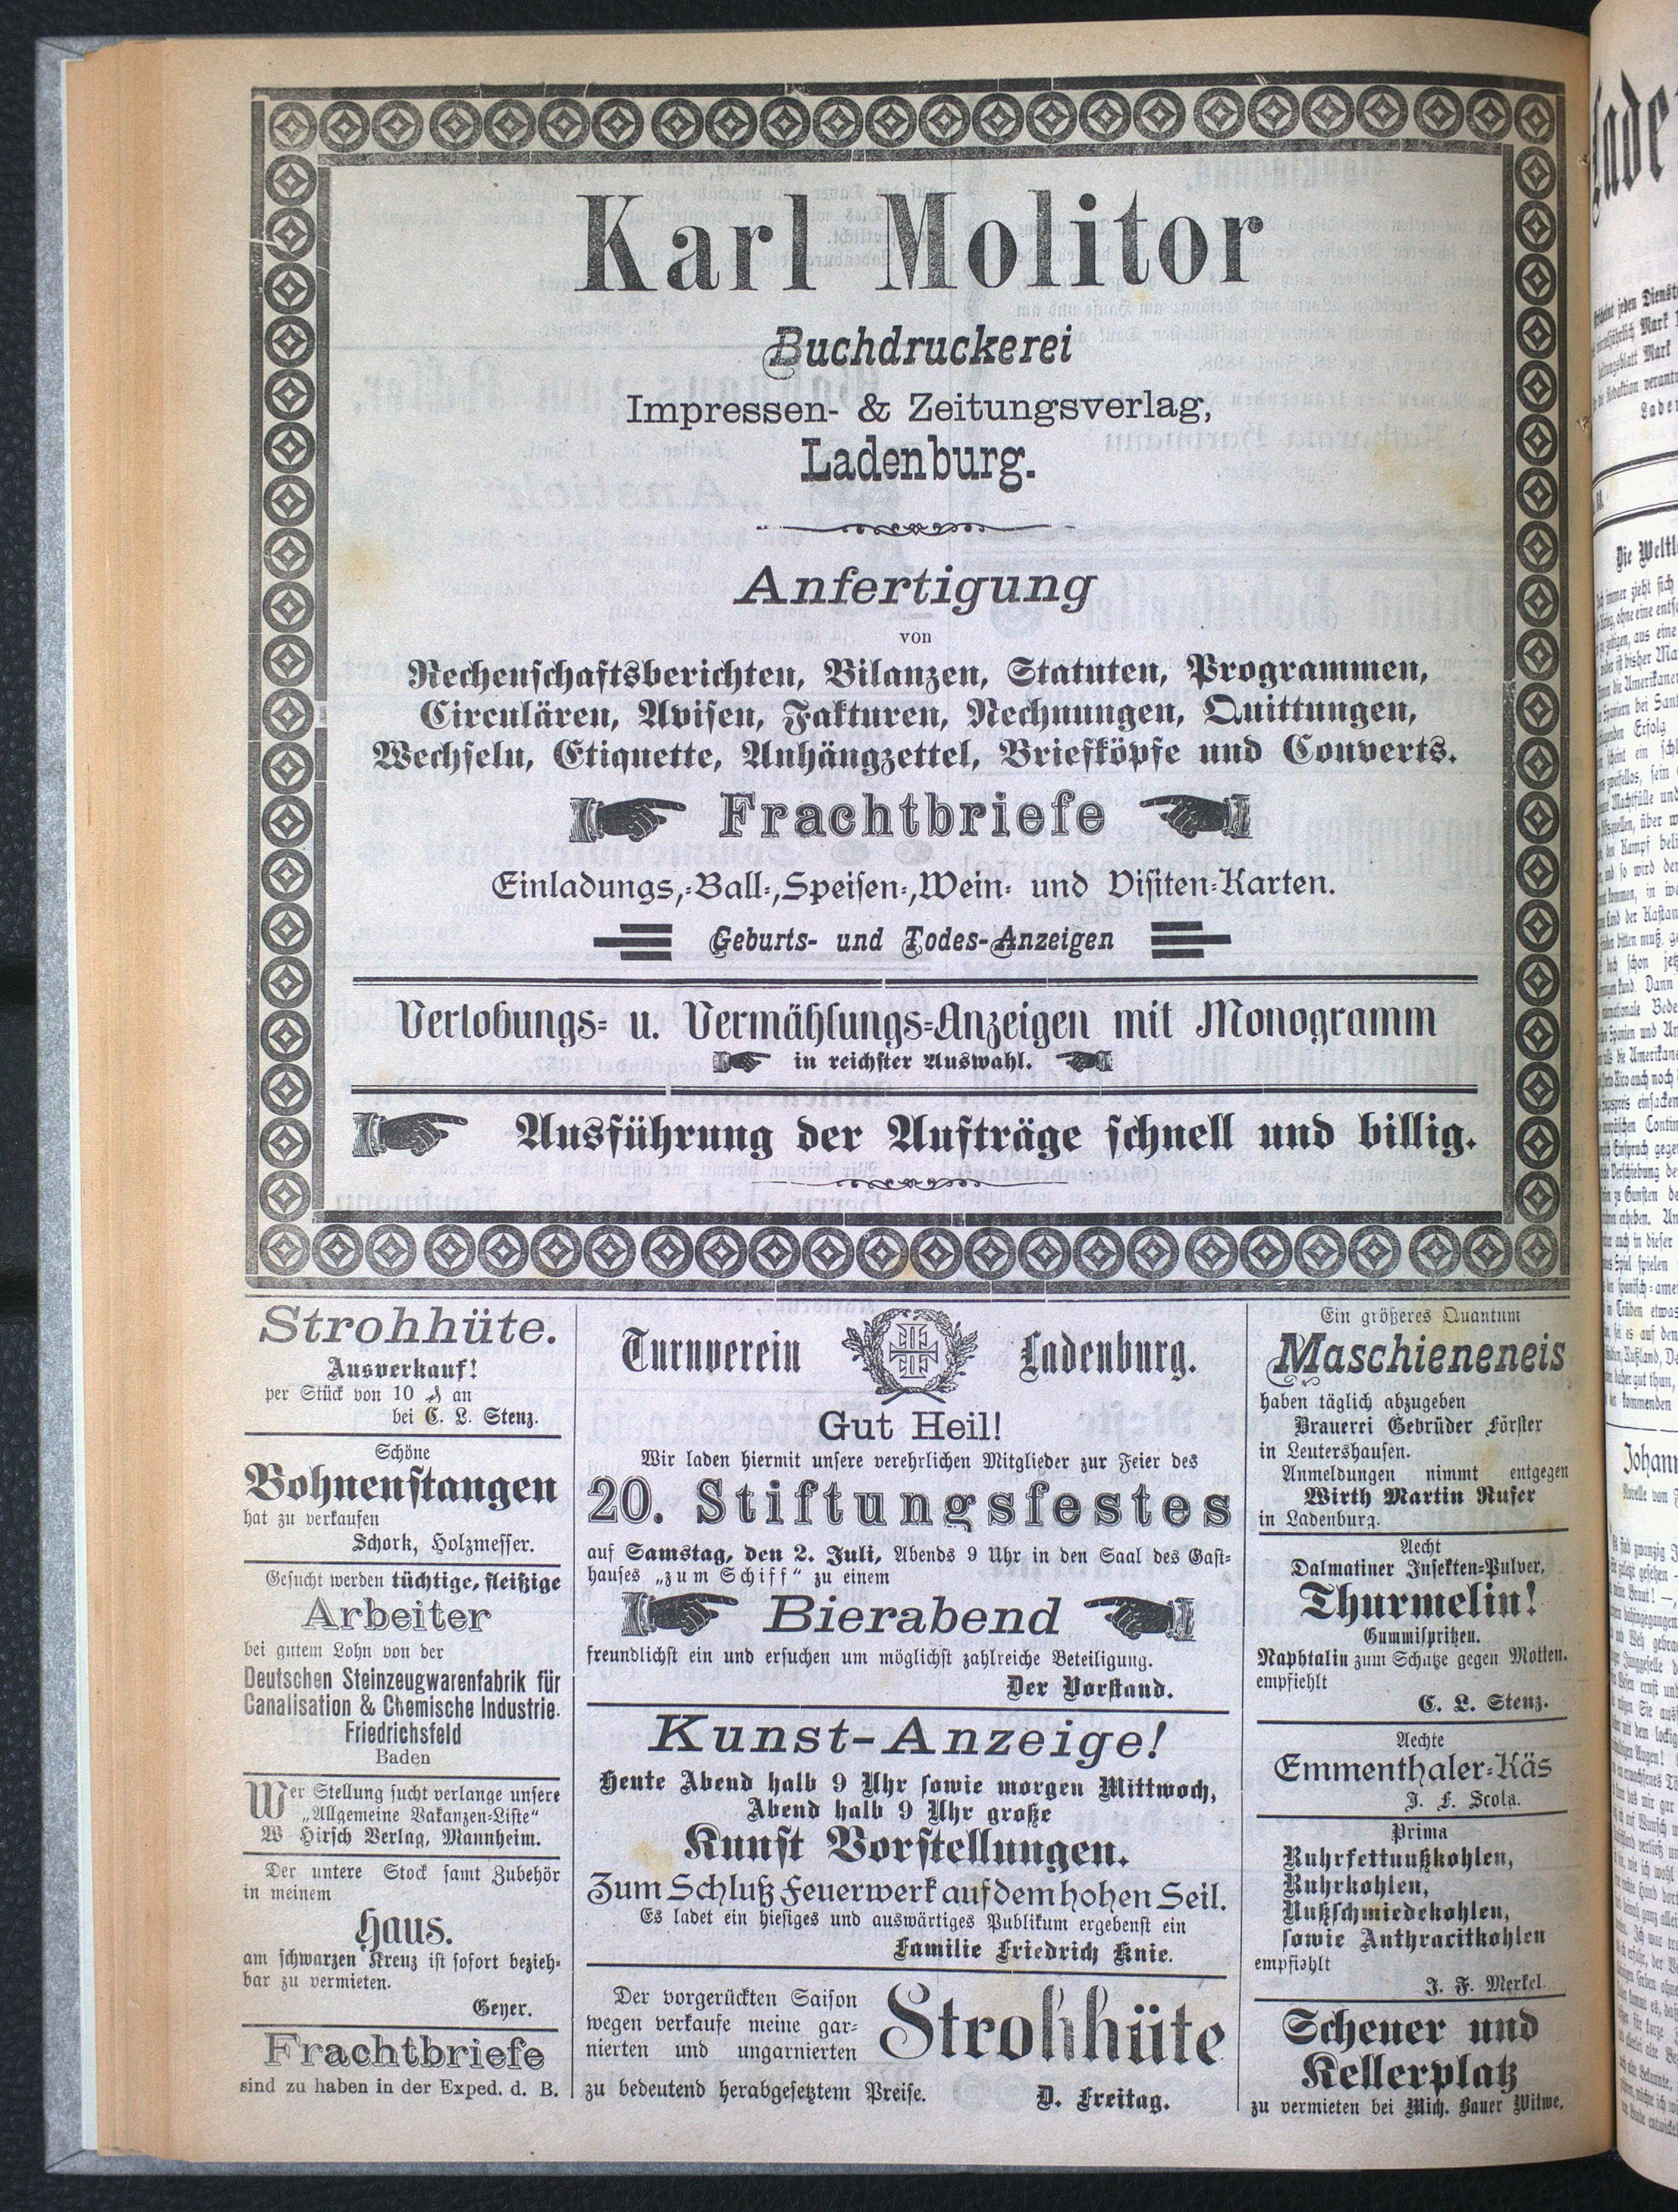 Karl Molitor
Buchdruckerei
Impressen- & Zeitungsverlag,
Ladenburg.
Anfertigung
von
Rechenschaftsberichten, Bilanzen, Statuten, Programmen,
Circulären, Avisen, Fakturen, Rechnungen, Quittungen,
Wechseln, Etiquette, Anhängzettel, Briefköpfe und Couverts.
Frachtbriefe
Einladungs,-Ball-,Speisen-,Wein- und Visiten-Karten.
Geburts- und Todes-Anzeigen
Verlobungs- u. Vermählungs-Anzeigen mit Monogramm
in reichster Auswahl.
Ausführung der Aufträge schnell und billig.
Strohhüte.
Ausverkauf!
per Stück von 10 ₰ an
bei C. L. Stenz.
Schöne
Bohnenstangen
hat zu verkaufen
Schork, Holzmesser.
Gesucht werden tüchtige, fleißige
Arbeiter
bei gutem Lohn von der
Deutschen Steinzeugwarenfabrik für
Canalisation & Chemische Industrie.
Friedrichsfeld
Baden
Wer Stellung sucht verlange unsere
„Allgemeine Vakanzen-Liste“
W Hirsch Verlag, Mannheim.
Der untere Stock samt Zubehör
in meinem
Haus.
am schwarzen Kreuz ist sofort bezieh-
bar zu vermieten.
Geyer.
Frachtbriefe
sind zu haben in der Exped. d. B.
Turnverein Ladenburg.
Gut Heil!
Wir laden hiermit unsere verehrlichen Mitglieder zur Feier des
20. Stiftungsfestes
auf Samstag, den 2. Juli, Abends 9 Uhr in den Saal des Gast-
hauses „zum Schiff“ zu einem
Bierabend
freundlichst ein und ersuchen um möglichst zahlreiche Beteiligung.
Der Vorstand.
Kunst-Anzeige!
Heute Abend halb 9 Uhr sowie morgen Mittwoch,
Abend halb 9 Uhr große
Kunst Vorstellungen.
Zum Schluß Feuerwerk auf dem hohen Seil.
Es ladet ein hiesiges und auswärtiges Publikum ergebenst ein
Familie Friedrich Knie.
Der vorgerückten Saison
wegen verkaufe meine gar-
nierten und ungarnierten
Strohhüte
zu bedeutend herabgesetztem Preise.
D. Freitag.
Ein größeres Quantum
Maschieneneis
haben täglich abzugeben
Brauerei Gebrüder Förster
in Leutershausen.
Anmeldungen nimmt entgegen
Wirth Martin Rufer
in Ladenburg.
Aecht
Dalmatiner Insekten-Pulver,
Thurmelin!
Gummispritzen.
Naphtalin zum Schutze gegen Motten.
empfiehlt
C. L. Stenz.
Aechte
Emmenthaler-Käs
J. F. Scola.
Prima
Ruhrfettnußkohlen,
Ruhrkohlen,
Nußschmiedekohlen,
sowie Anthracitkohlen
empfiehlt
J. F. Merkel.
Scheuer und
Kellerplatz
zu vermieten bei Mich. Bauer Witwe.